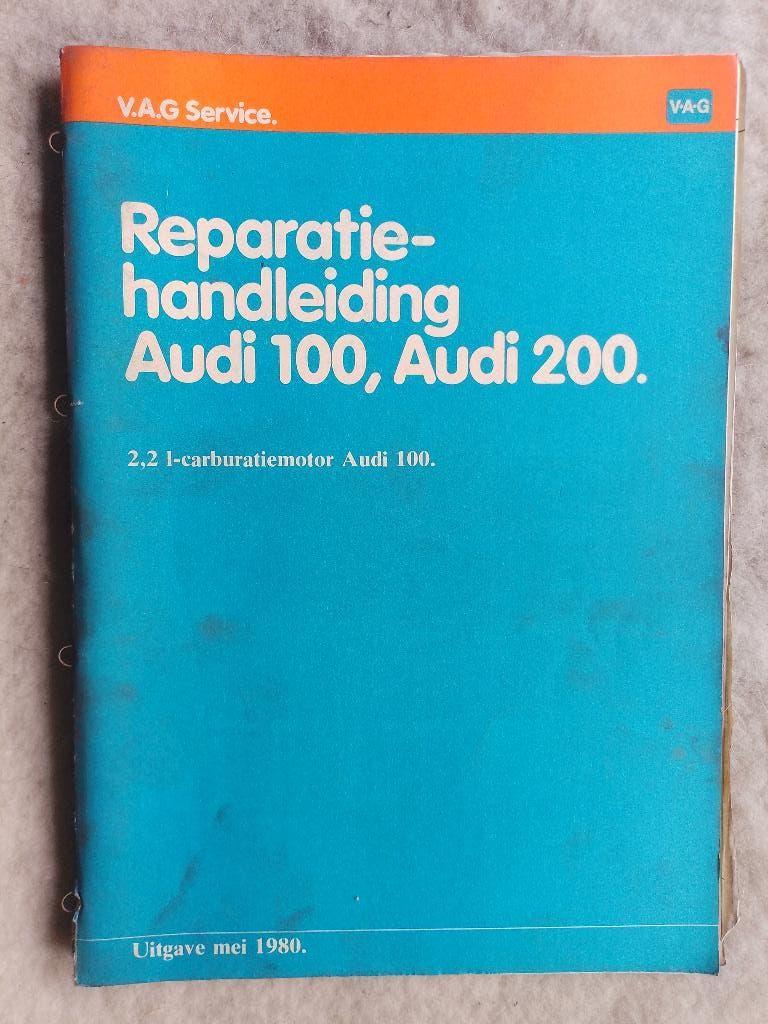 V.A.G Service.
V·A·G
Reparatie-
handleiding
Audi 100, Audi 200.
2,2 l-carburatiemotor Audi 100.
Uitgave mei 1980.